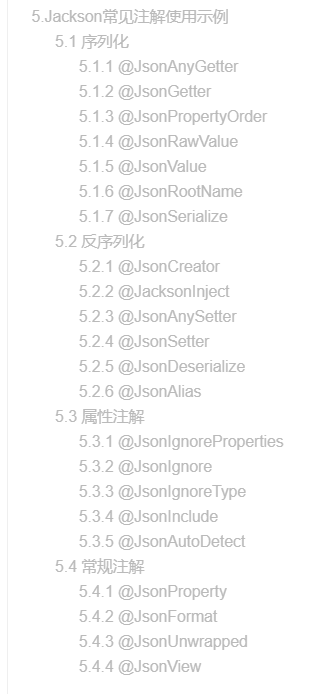 5.Jackson常见注解使用示例
5.1 序列化
5.1.1 @JsonAnyGetter
5.1.2 @JsonGetter
5.1.3 @JsonPropertyOrder
5.1.4 @JsonRawValue
5.1.5 @JsonValue
5.1.6 @JsonRootName
5.1.7 @JsonSerialize
5.2 反序列化
5.2.1 @JsonCreator
5.2.2 @JacksonInject
5.2.3 @JsonAnySetter
5.2.4 @JsonSetter
5.2.5 @JsonDeserialize
5.2.6 @JsonAlias
5.3 属性注解
5.3.1 @JsonIgnoreProperties
5.3.2 @JsonIgnore
5.3.3 @JsonIgnoreType
5.3.4 @JsonInclude
5.3.5 @JsonAutoDetect
5.4 常规注解
5.4.1 @JsonProperty
5.4.2 @JsonFormat
5.4.3 @JsonUnwrapped
5.4.4 @JsonView